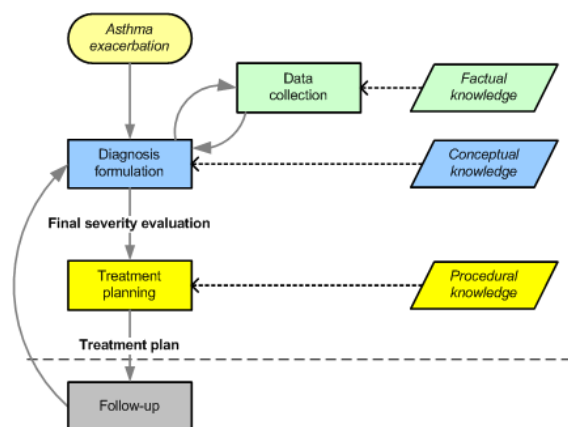 Asthma
exacerbation
Data
collection
Factual
knowledge
Diagnosis
formulation
Conceptual
knowledge
Final severity evaluation
Treatment
planning
Procedural
knowledge
Treatment plan
Follow-up